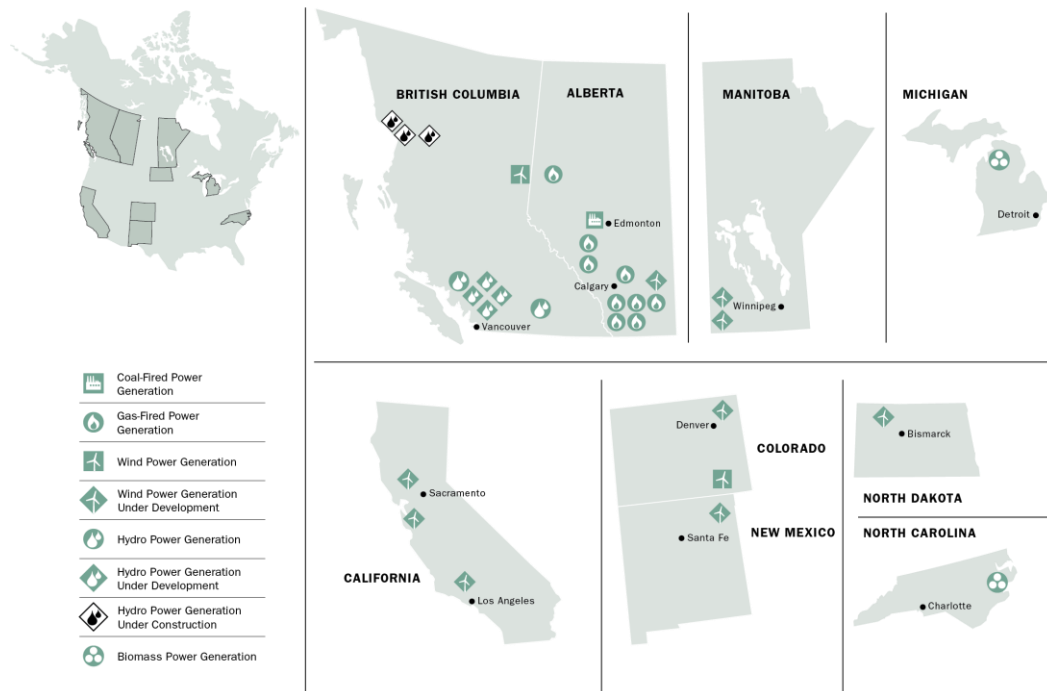 BRITISH COLUMBIA
ALBERTA
MANITOBA
MICHIGAN
Edmonton
Detroit
Calgary
Winnipeg
Vancouver
Coal-Fired Power
Generation
Gas-Fired Power
Generation
Wind Power Generation
Wind Power Generation
Under Development
Hydro Power Generation
Hydro Power Generation
Under Development
Hydro Power Generation
Under Construction
Biomass Power Generation
Sacramento
CALIFORNIA
Los Angeles
Denver
COLORADO
NEW MEXICO
Santa Fe
Bismarck
NORTH DAKOTA
NORTH CAROLINA
Charlotte